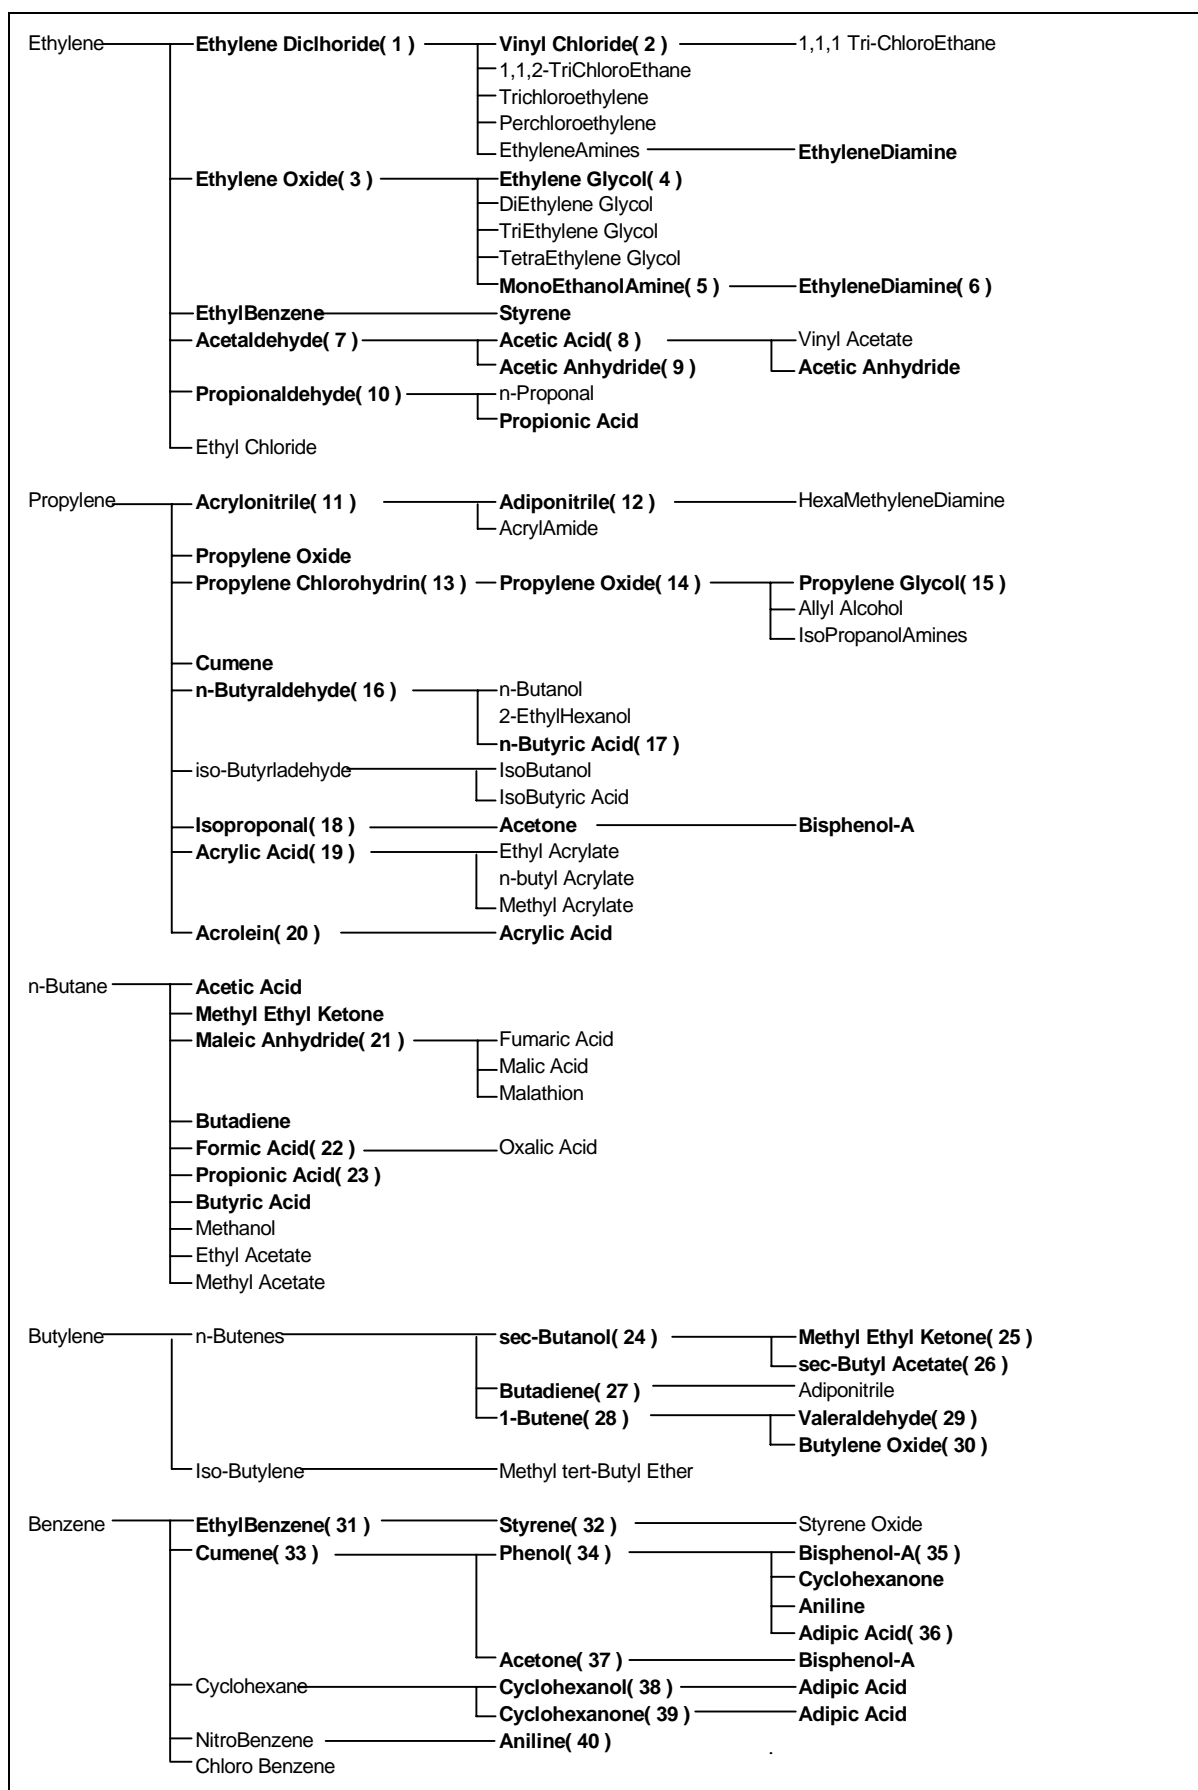 Ethylene Ethylene Diclhoride( 1 ) Vinyl Chloride( 2 ) 1,1,1 Tri-ChloroEthane
1,1,2-TriChloroEthane
Trichloroethylene
Perchloroethylene
EthyleneAmines EthyleneDiamine
Ethylene Oxide( 3 ) Ethylene Glycol( 4 )
DiEthylene Glycol
TriEthylene Glycol
TetraEthylene Glycol
MonoEthanolAmine( 5 ) EthyleneDiamine( 6 )
EthylBenzene Styrene
Acetaldehyde( 7 ) Acetic Acid( 8 ) Vinyl Acetate
Acetic Anhydride( 9 ) Acetic Anhydride
Propionaldehyde( 10 ) n-Proponal
Propionic Acid
Ethyl Chloride
Propylene Acrylonitrile( 11 ) Adiponitrile( 12 ) HexaMethyleneDiamine
AcrylAmide
Propylene Oxide
Propylene Chlorohydrin( 13 ) Propylene Oxide( 14 ) Propylene Glycol( 15 )
Allyl Alcohol
IsoPropanolAmines
Cumene
n-Butyraldehyde( 16 ) n-Butanol
2-EthylHexanol
n-Butyric Acid( 17 )
iso-Butyrladehyde IsoButanol
IsoButyric Acid
Isoproponal( 18 ) Acetone Bisphenol-A
Acrylic Acid( 19 ) Ethyl Acrylate
n-butyl Acrylate
Methyl Acrylate
Acrolein( 20 ) Acrylic Acid
n-Butane Acetic Acid
Methyl Ethyl Ketone
Maleic Anhydride( 21 ) Fumaric Acid
Malic Acid
Malathion
Butadiene
Formic Acid( 22 ) Oxalic Acid
Propionic Acid( 23 )
Butyric Acid
Methanol
Ethyl Acetate
Methyl Acetate
Butylene n-Butenes sec-Butanol( 24 ) Methyl Ethyl Ketone( 25 )
sec-Butyl Acetate( 26 )
Butadiene( 27 ) Adiponitrile
1-Butene( 28 ) Valeraldehyde( 29 )
Butylene Oxide( 30 )
Iso-Butylene Methyl tert-Butyl Ether
Benzene EthylBenzene( 31 ) Styrene( 32 ) Styrene Oxide
Cumene( 33 ) Phenol( 34 ) Bisphenol-A( 35 )
Cyclohexanone
Aniline
Adipic Acid( 36 )
Acetone( 37 ) Bisphenol-A
Cyclohexane Cyclohexanol( 38 ) Adipic Acid
Cyclohexanone( 39 ) Adipic Acid
NitroBenzene Aniline( 40 ) .
Chloro Benzene